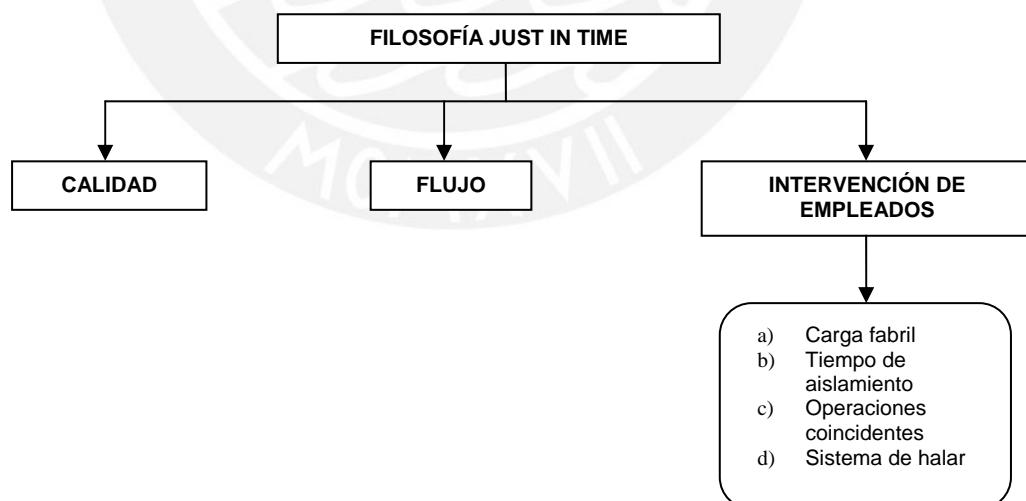 FILOSOFÍA JUST IN TIME
CALIDAD
FLUJO
INTERVENCIÓN DE
EMPLEADOS
a) Carga fabril
b) Tiempo de
aislamiento
c) Operaciones
coincidentes
d) Sistema de halar